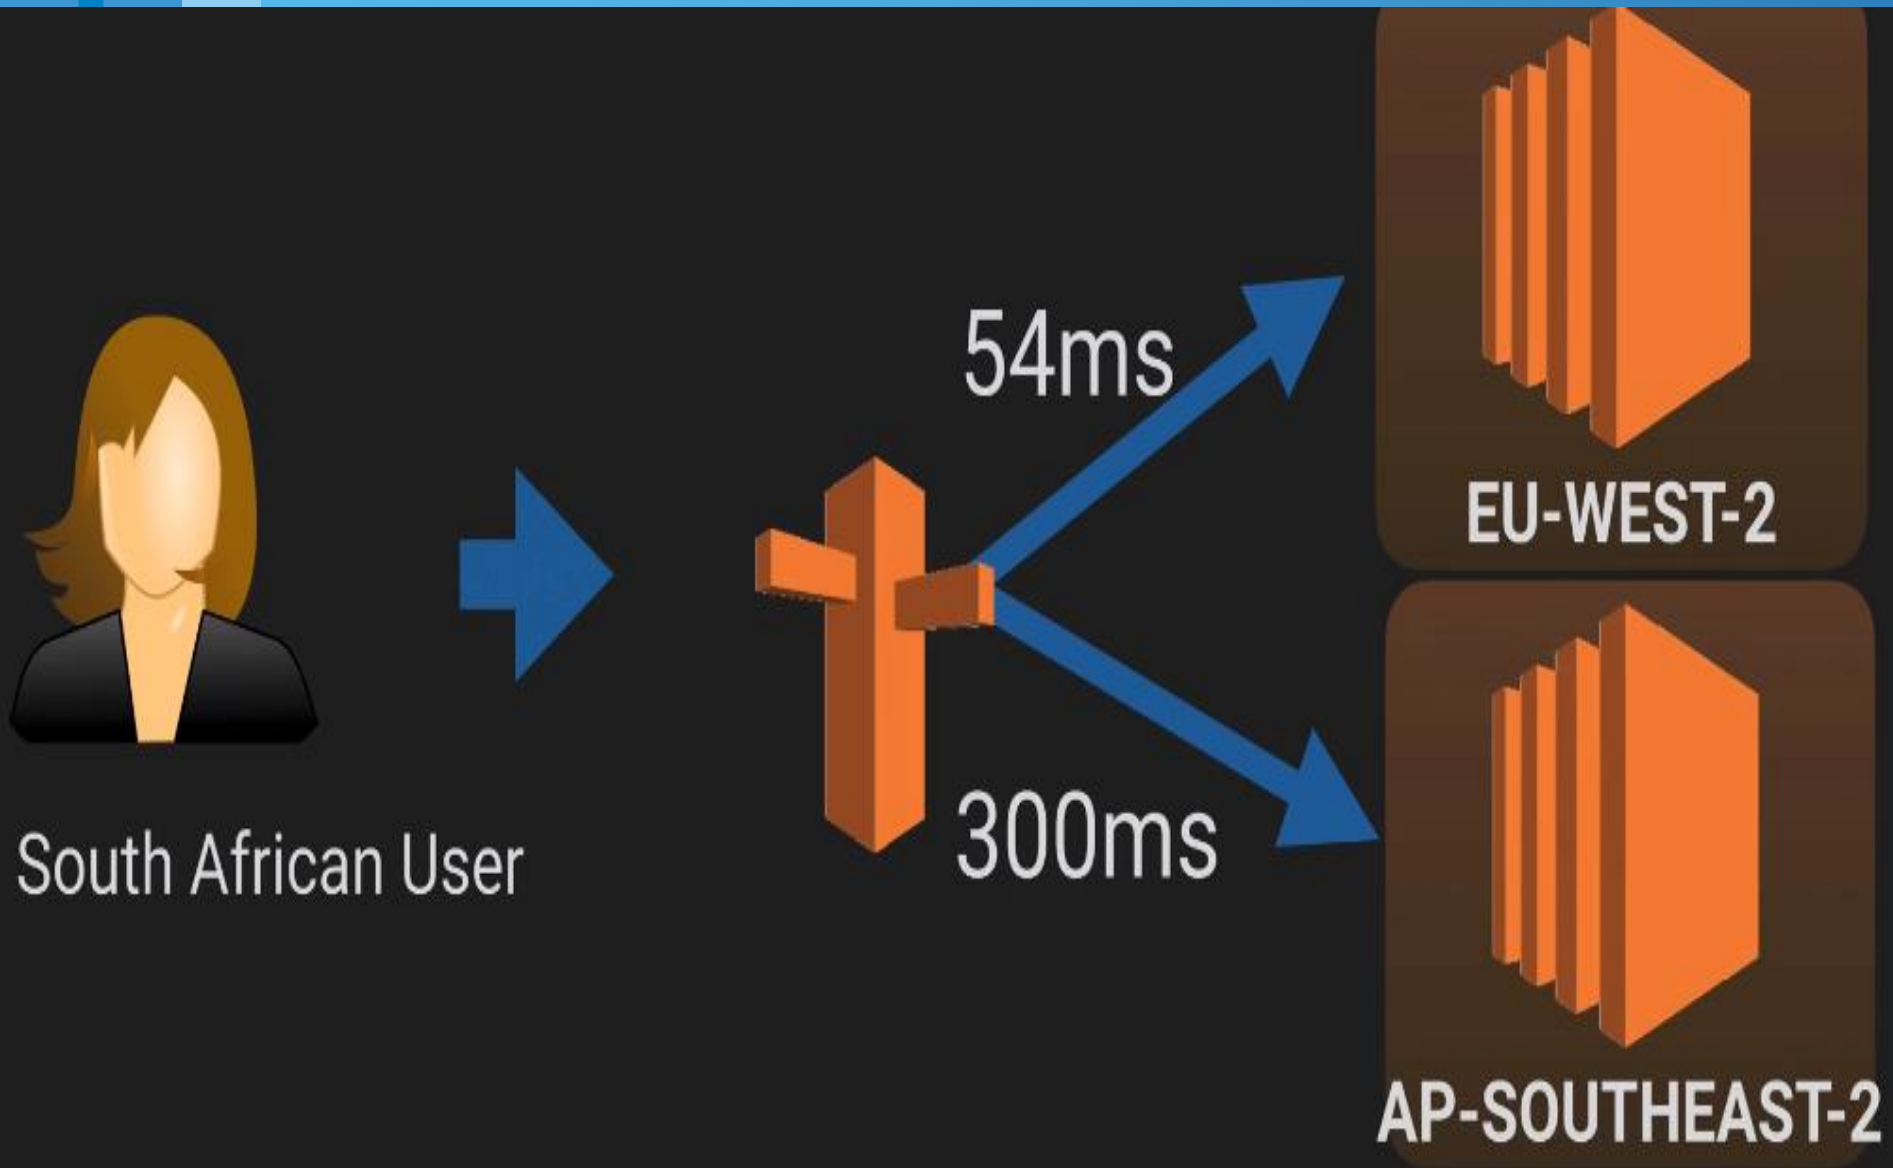 54ms
EU-WEST-2
South African User
300ms
AP-SOUTHEAST-2